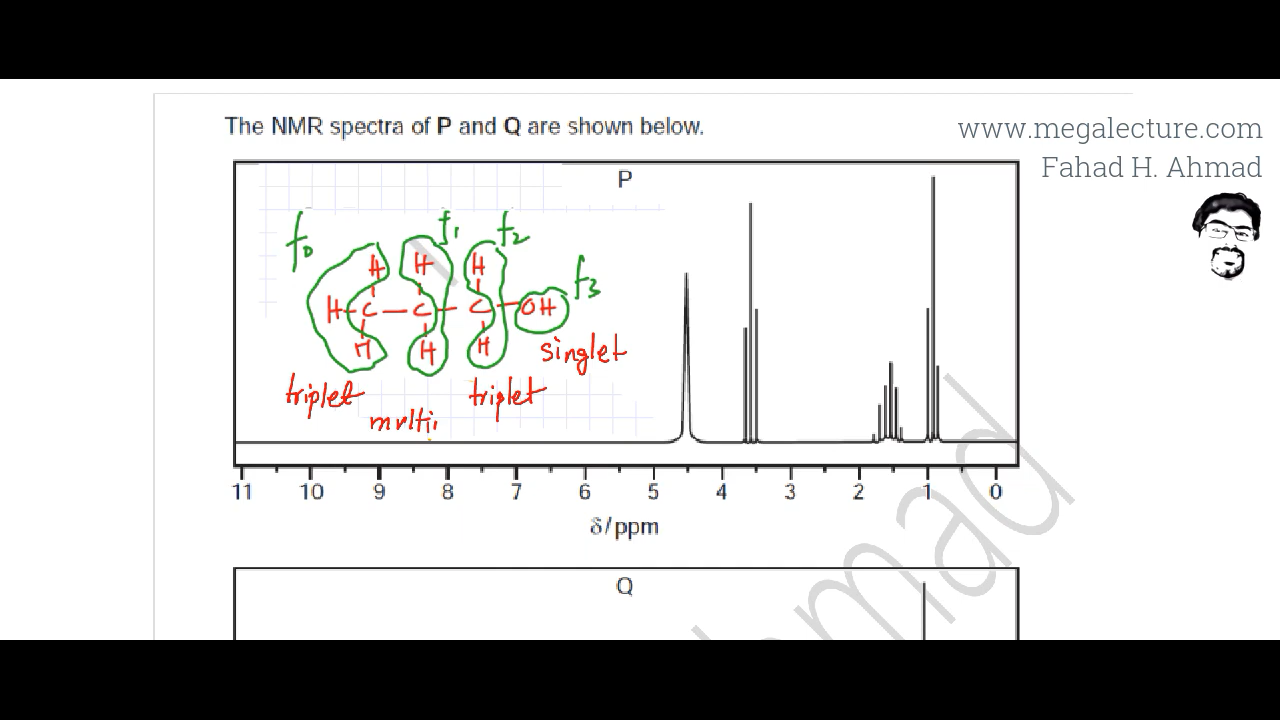 The NMR spectra of P and Q are shown below.
www.megalecture.com
Fahad H. Ahmad
P
f0 f1 f2
f3
H H H
H C C C OH
H H H
singlet
triplet triplet
multi
11 10 9 8 7 6 5 4 3 2 1 0
δ/ppm
Q